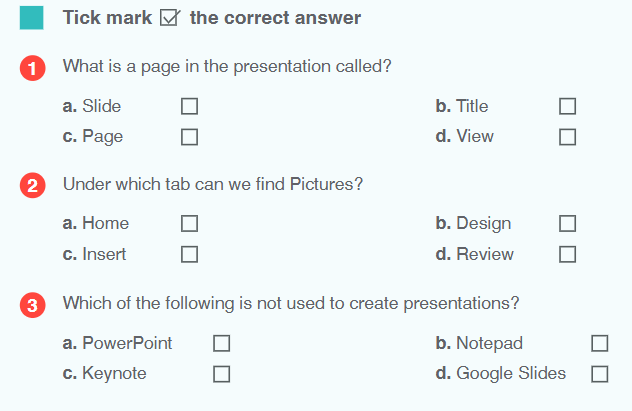 Tick mark ☑ the correct answer
1 What is a page in the presentation called?
a. Slide ☐ b. Title ☐
c. Page ☐ d. View ☐
2 Under which tab can we find Pictures?
a. Home ☐ b. Design ☐
c. Insert ☐ d. Review ☐
3 Which of the following is not used to create presentations?
a. PowerPoint ☐ b. Notepad ☐
c. Keynote ☐ d. Google Slides ☐